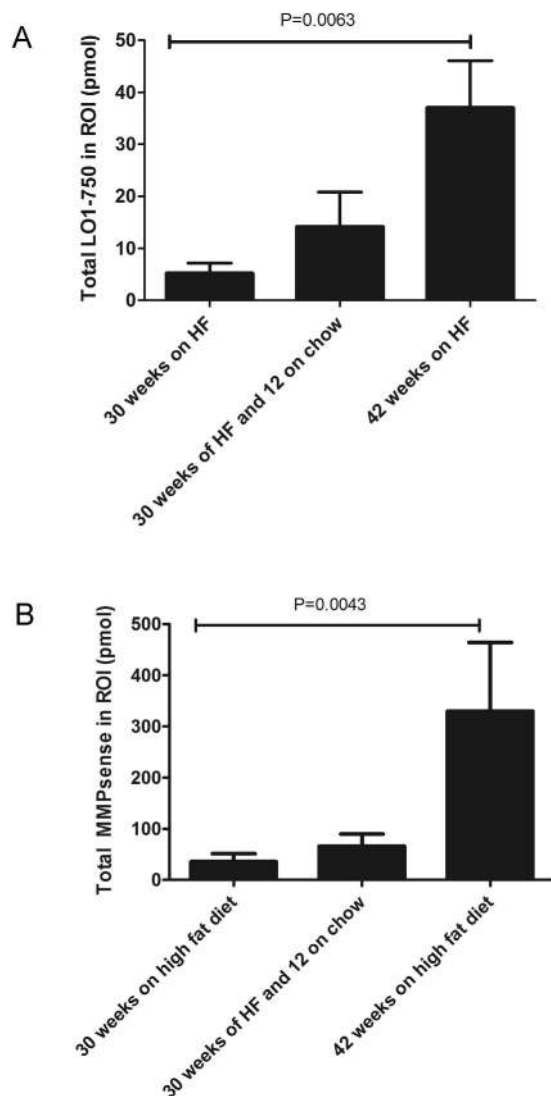 A
P=0.0063
Total LO1-750 in ROI (pmol)
50
40
30
20
10
0
30 weeks on HF
30 weeks of HF and 12 on chow
42 weeks on HF
B
P=0.0043
Total MMPsense in ROI (pmol)
500
400
300
200
100
0
30 weeks on high fat diet
30 weeks of HF and 12 on chow
42 weeks on high fat diet